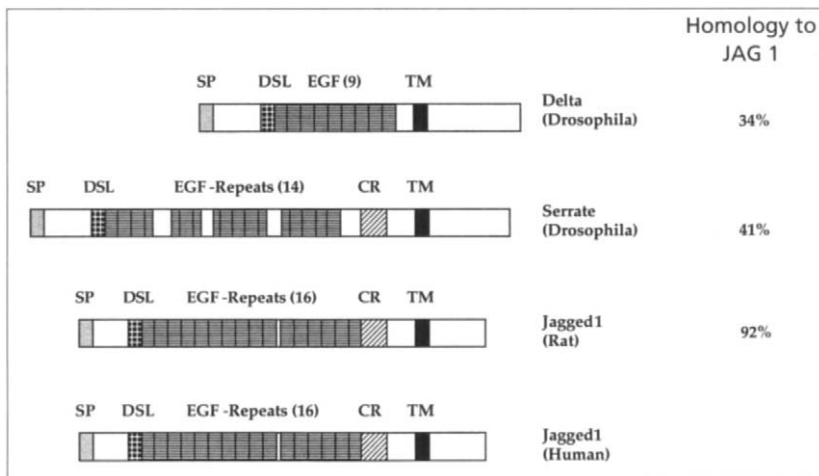 Homology to
JAG 1
SP DSL EGF (9) TM
Delta
(Drosophila) 34%
SP DSL EGF -Repeats (14) CR TM
Serrate
(Drosophila) 41%
SP DSL EGF -Repeats (16) CR TM
Jagged1
(Rat) 92%
SP DSL EGF -Repeats (16) CR TM
Jagged1
(Human)